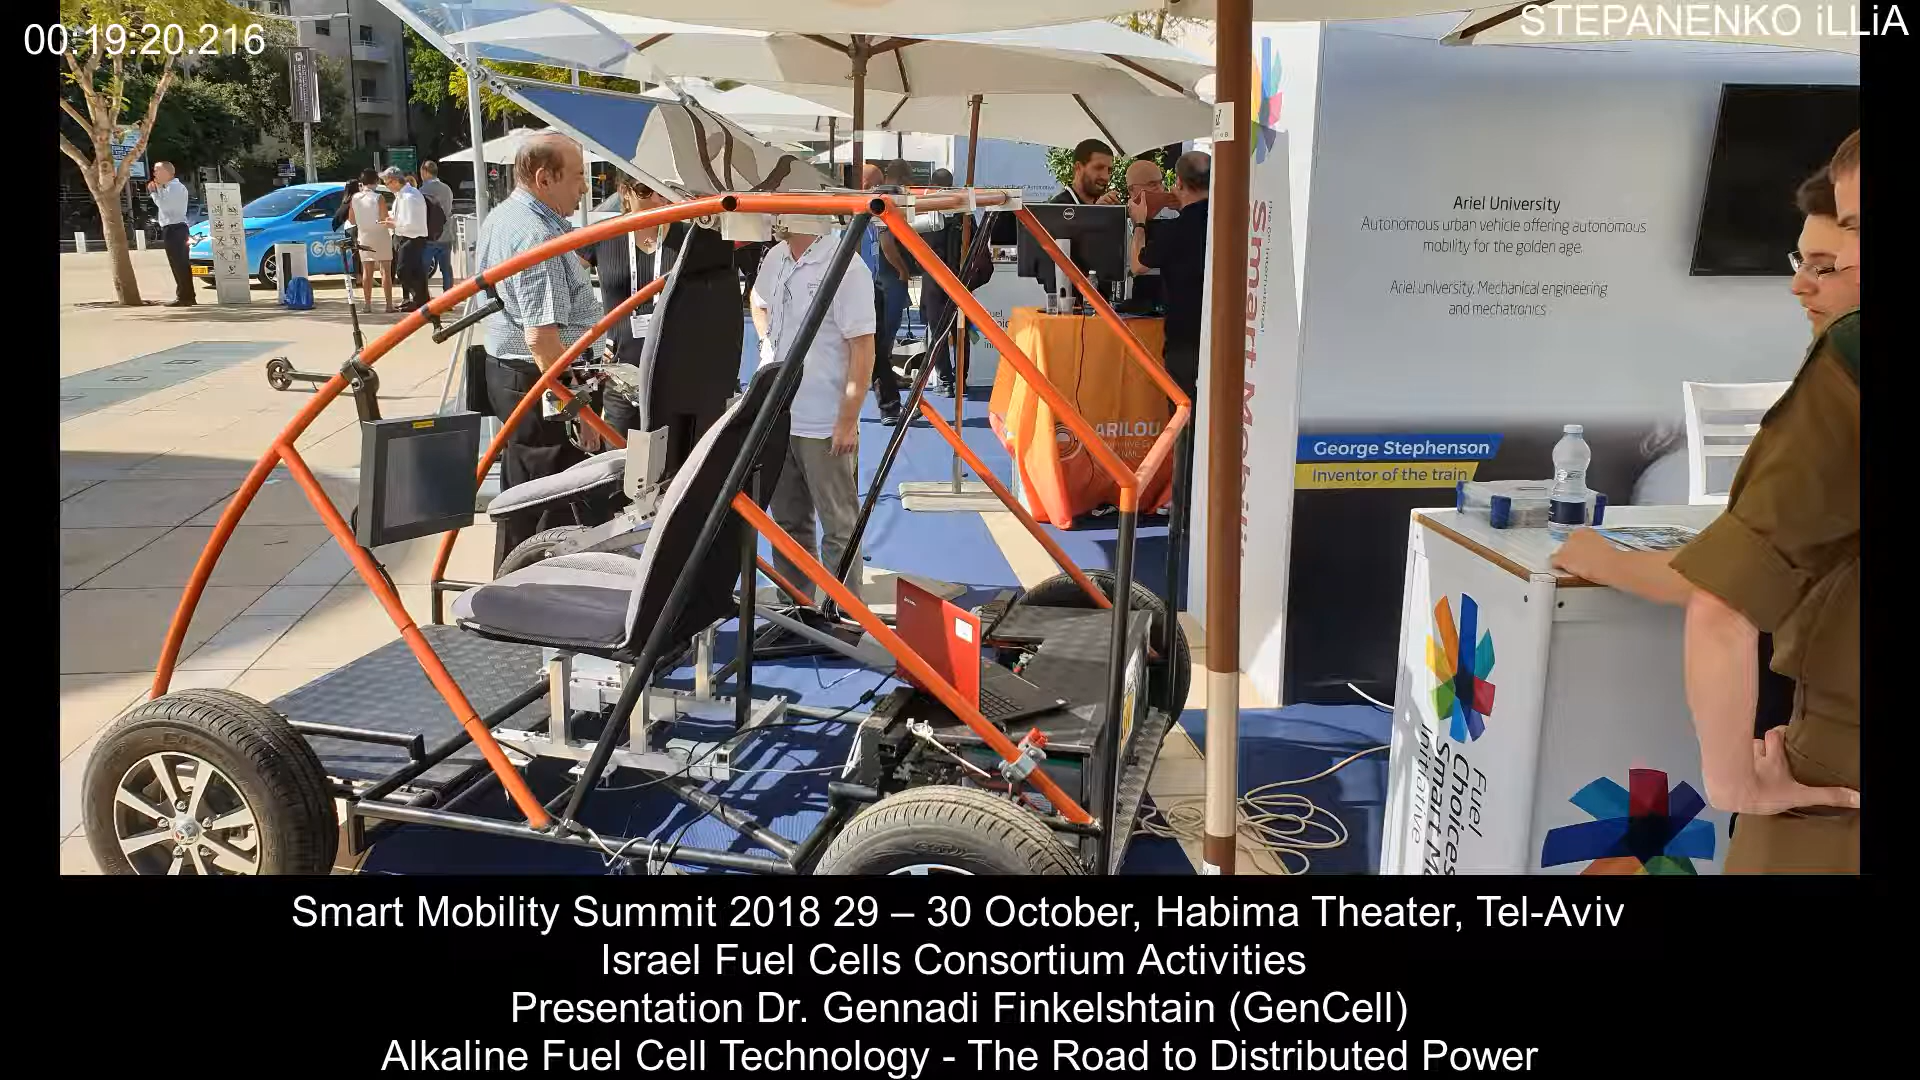 00:19.20.216
STEPANENKO iLLiA
Ariel University
Autonomous urban vehicle offering autonomous
mobility for the golden age.
Ariel university. Mechanical engineering
and mechatronics
Smart Mobility
George Stephenson
Inventor of the train
ARILOU
Fuel
Choices
Smart M
Initiative
Smart Mobility Summit 2018 29 – 30 October, Habima Theater, Tel-Aviv
Israel Fuel Cells Consortium Activities
Presentation Dr. Gennadi Finkelshtain (GenCell)
Alkaline Fuel Cell Technology - The Road to Distributed Power